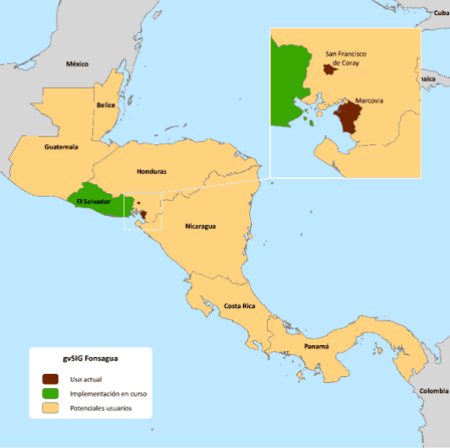 Cuba
México
San Francisco
de Coray
Jamaica
Belice
Marcovia
Guatemala
Honduras
El Salvador
Nicaragua
Costa Rica
Panamá
gvSIG Fonsagua
Uso actual
Implementación en curso
Potenciales usuarios
Colombia